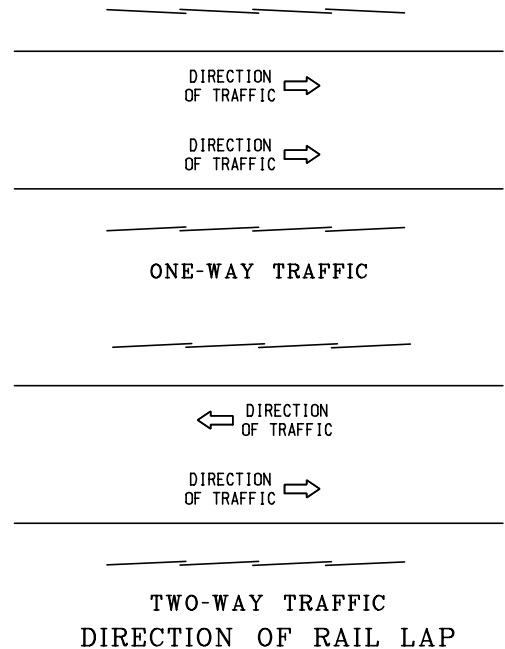 DIRECTION
OF TRAFFIC
DIRECTION
OF TRAFFIC
ONE-WAY TRAFFIC
DIRECTION
OF TRAFFIC
DIRECTION
OF TRAFFIC
TWO-WAY TRAFFIC
DIRECTION OF RAIL LAP